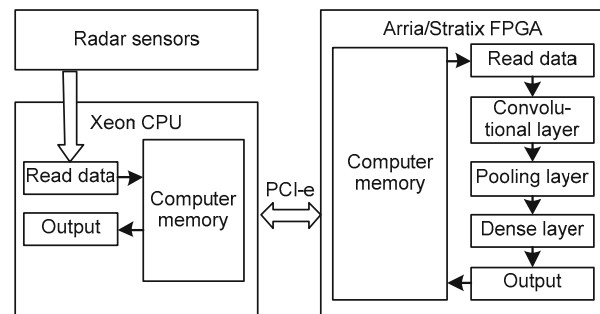 Radar sensors
Xeon CPU
Read data
Output
Computer
memory
PCI-e
Arria/Stratix FPGA
Computer
memory
Read data
Convolu-
tional layer
Pooling layer
Dense layer
Output